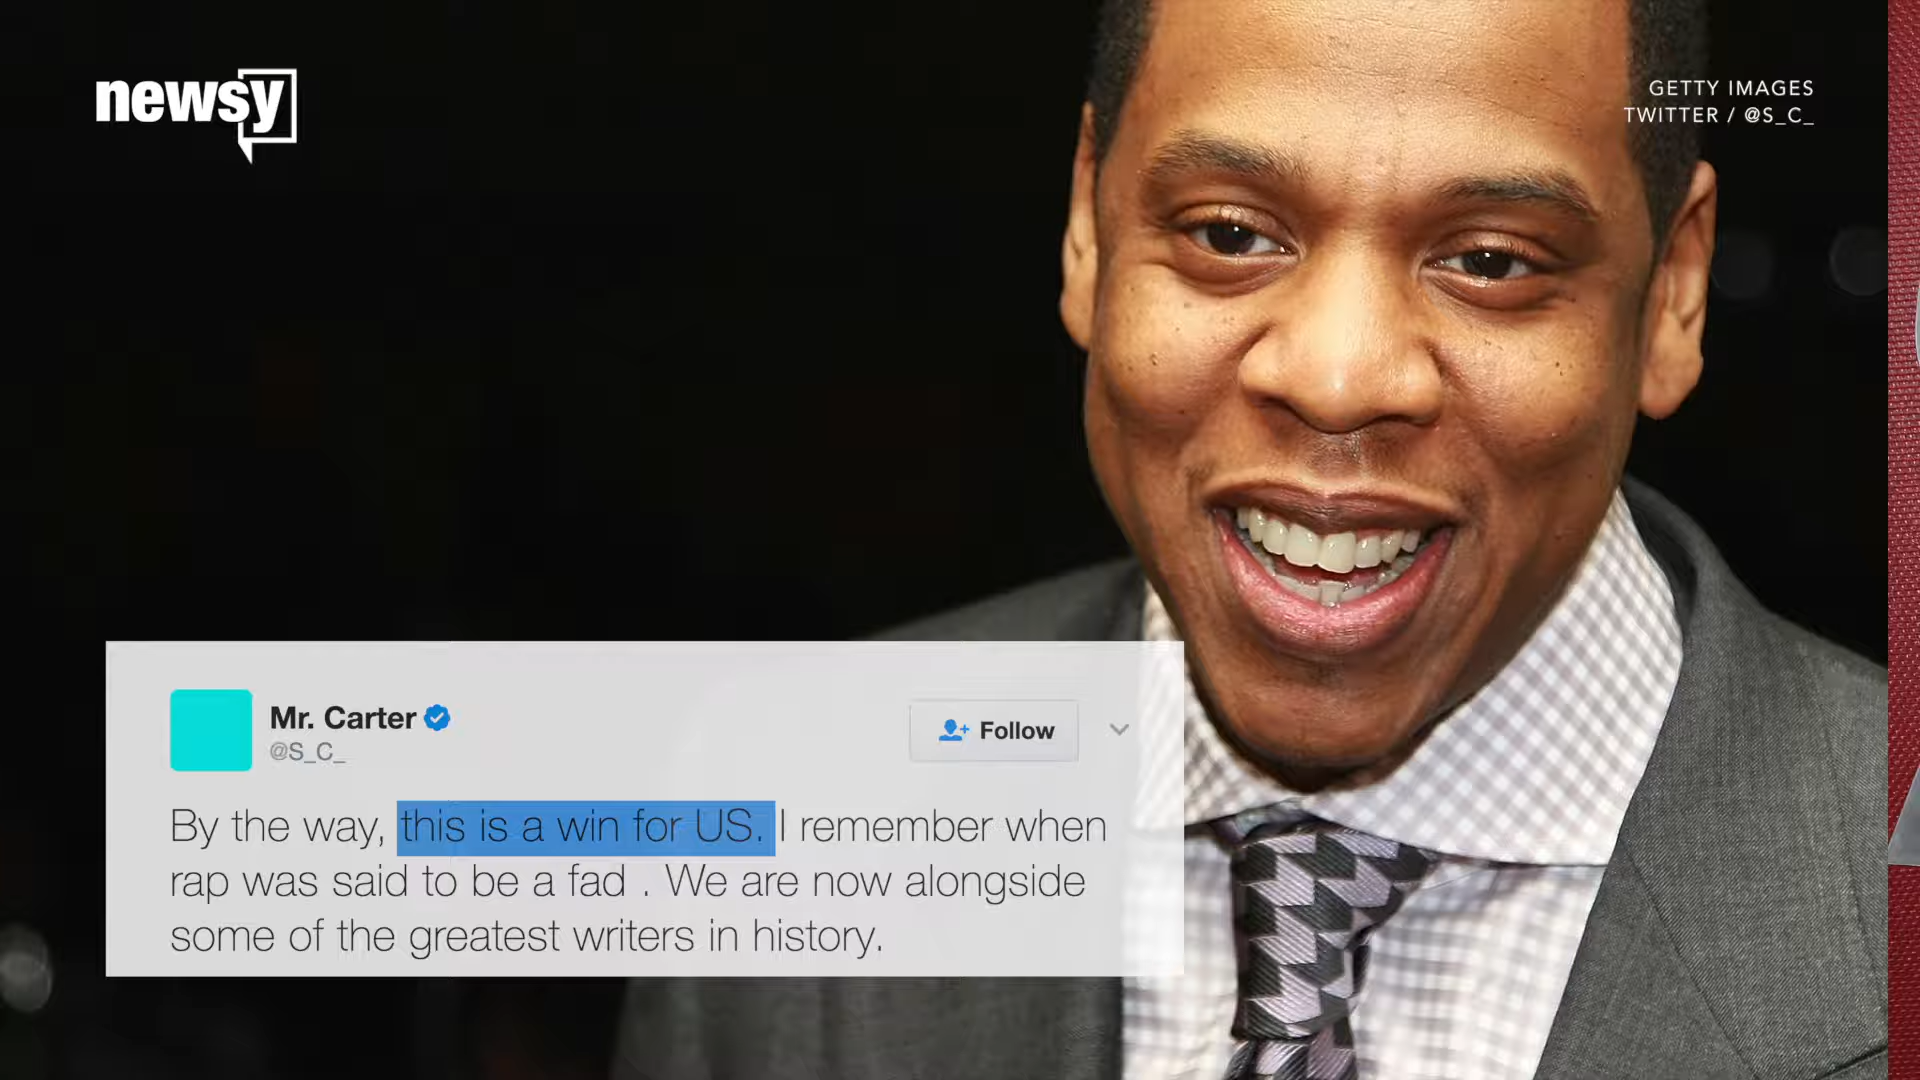 newsy
GETTY IMAGES
TWITTER / @S_C_
Mr. Carter
@S_C_
Follow
By the way, this is a win for US. I remember when
rap was said to be a fad . We are now alongside
some of the greatest writers in history.